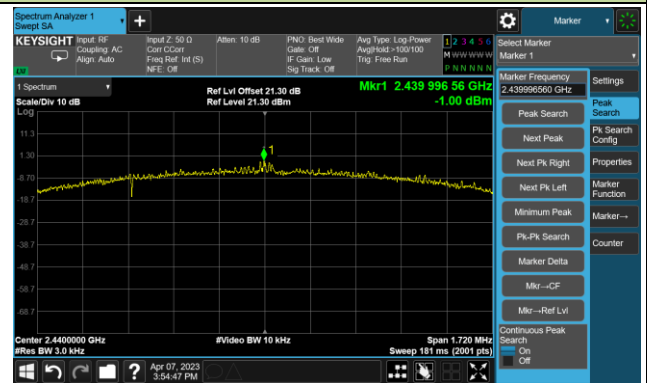 Spectrum Analyzer 1
Swept SA
+
Marker
KEYSIGHT
Input: RF
Coupling: AC
Align: Auto
Input Z: 50 Ω
Corr CCorr
Freq Ref: Int (S)
NFE: Off
Atten: 10 dB
PNO: Best Wide
Gate: Off
IF Gain: Low
Sig Track: Off
Avg Type: Log-Power
Avg|Hold:>100/100
Trig: Free Run
1 2 3 4 5 6
M W W W W W
P N N N N N
Select Marker
Marker 1
1 Spectrum
Scale/Div 10 dB
Log
Ref Lvl Offset 21.30 dB
Ref Level 21.30 dBm
Mkr1 2.439 996 56 GHz
-1.00 dBm
11.3
1.30
-8.70
-18.7
-28.7
-38.7
-48.7
-58.7
-68.7
1
Center 2.4400000 GHz
#Res BW 3.0 kHz
#Video BW 10 kHz
Span 1.720 MHz
Sweep 181 ms (2001 pts)
Marker Frequency
2.439996560 GHz
Peak Search
Next Peak
Next Pk Right
Next Pk Left
Minimum Peak
Pk-Pk Search
Marker Delta
Mkr→CF
Mkr→Ref Lvl
Continuous Peak
Search
On
Off
Settings
Peak
Search
Pk Search
Config
Properties
Marker
Function
Marker→
Counter
?
Apr 07, 2023
3:54:47 PM